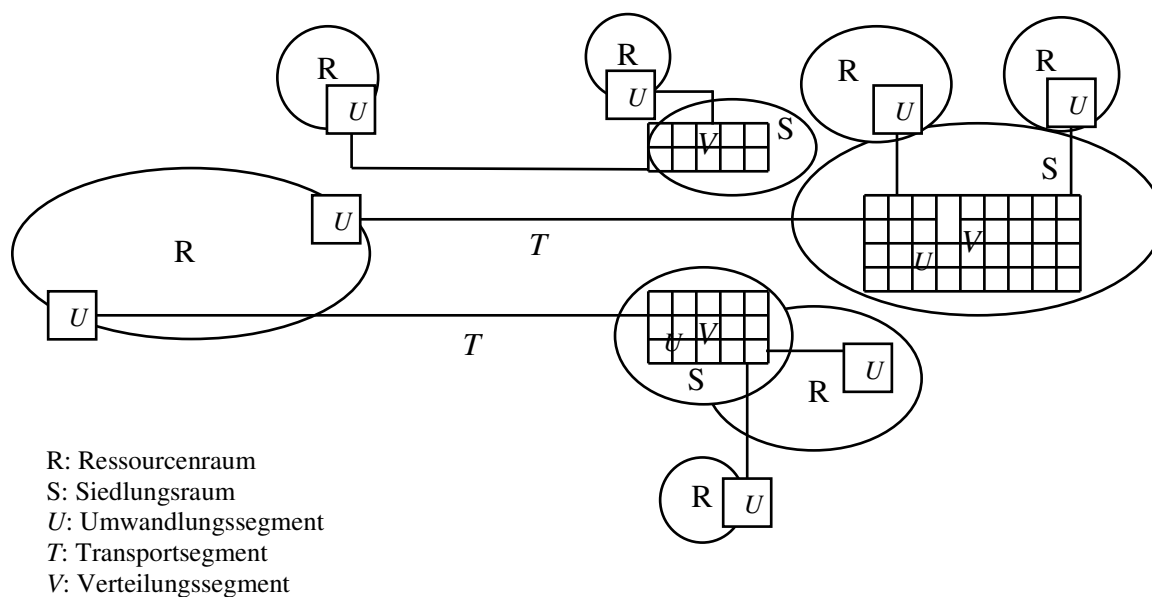 R
R
R
R
U
U
U
U
V
S
S
U
R
T
V
U
U
T
U
V
S
U
R
R
U
R: Ressourcenraum
S: Siedlungsraum
U: Umwandlungssegment
T: Transportsegment
V: Verteilungssegment